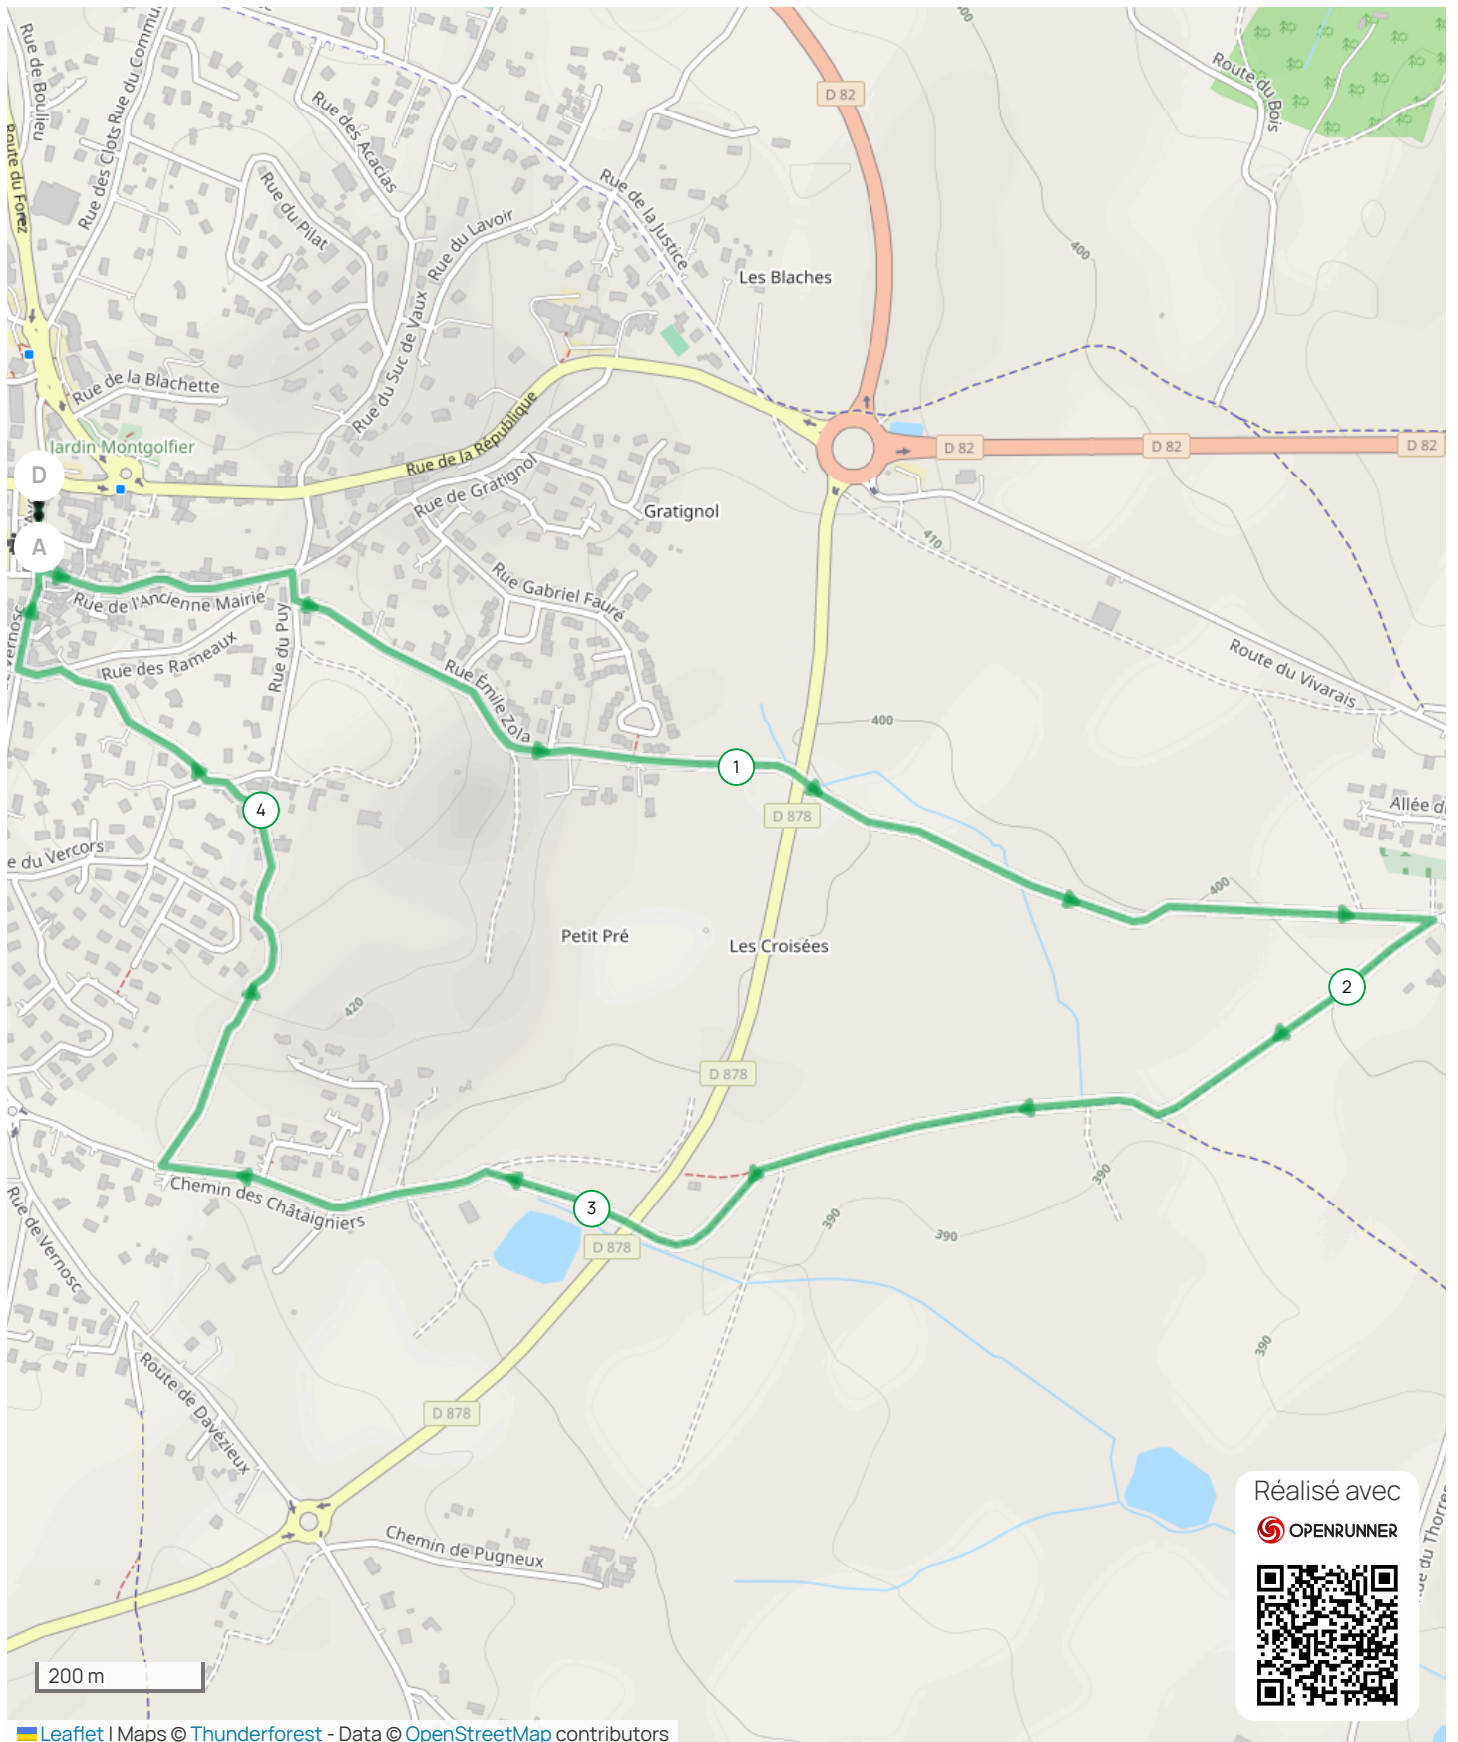 Rue de Boulieu
Rue du Commu
Rue des Clots
Route du Forez
Rue des Acacias
Rue du Pilat
Rue du Lavoir
Rue de la Justice
Les Blaches
D 82
400
Route du Bois
400
Rue du Suc de Vaux
Rue de la Blachette
Jardin Montgolfier
Rue de la République
Rue de Gratignol
Gratignol
D 82
D 82
D 82
D
A
410
Rue Gabriel Fauré
Rue de l'Ancienne Mairie
Rue des Rameaux
Rue du Puy
Vernosc
Rue Émile Zola
Route du Vivarais
400
1
D 878
4
Allée d
e du Vercors
400
Petit Pré
Les Croisées
2
420
D 878
390
390
390
Chemin des Châtaigniers
3
D 878
Rue de Vernosc
390
Route de Davézieux
D 878
Chemin de Pugneux
Réalisé avec
OPENRUNNER
ue du Thorren
200 m
Leaflet | Maps © Thunderforest - Data © OpenStreetMap contributors